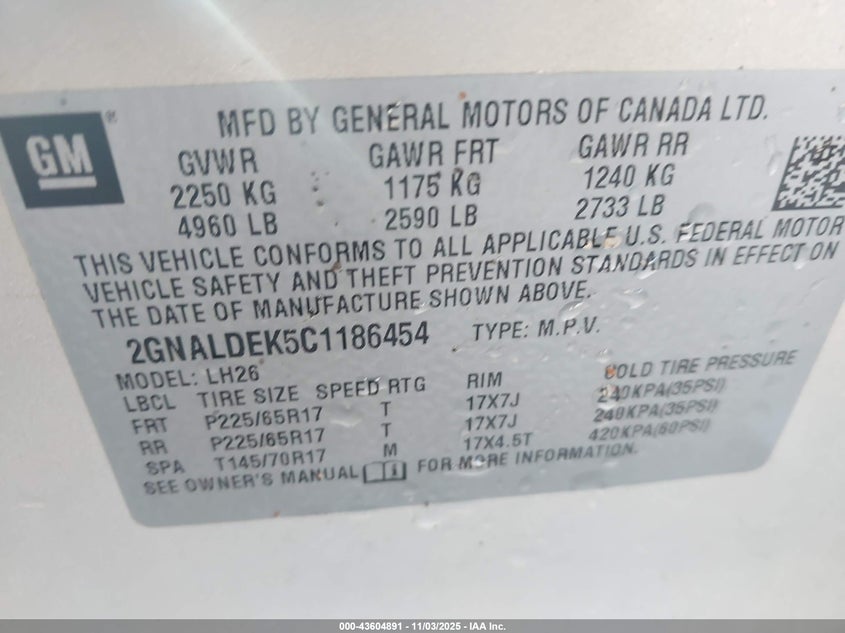 GM ®
MFD BY GENERAL MOTORS OF CANADA LTD.
GVWR GAWR FRT GAWR RR
2250 KG 1175 KG 1240 KG
4960 LB 2590 LB 2733 LB
THIS VEHICLE CONFORMS TO ALL APPLICABLE U.S. FEDERAL MOTOR
VEHICLE SAFETY AND THEFT PREVENTION STANDARDS IN EFFECT ON
THE DATE OF MANUFACTURE SHOWN ABOVE.
2GNALDEK5C1186454 TYPE: M.P.V.
MODEL: LH26
LBCL TIRE SIZE SPEED RTG RIM COLD TIRE PRESSURE
FRT P225/65R17 T 17X7J 240KPA(35PSI)
RR P225/65R17 T 17X7J 240KPA(35PSI)
SPA T145/70R17 M 17X4.5T 420KPA(60PSI)
SEE OWNER'S MANUAL FOR MORE INFORMATION.
000-43604891 - 11/03/2025 - IAA Inc.